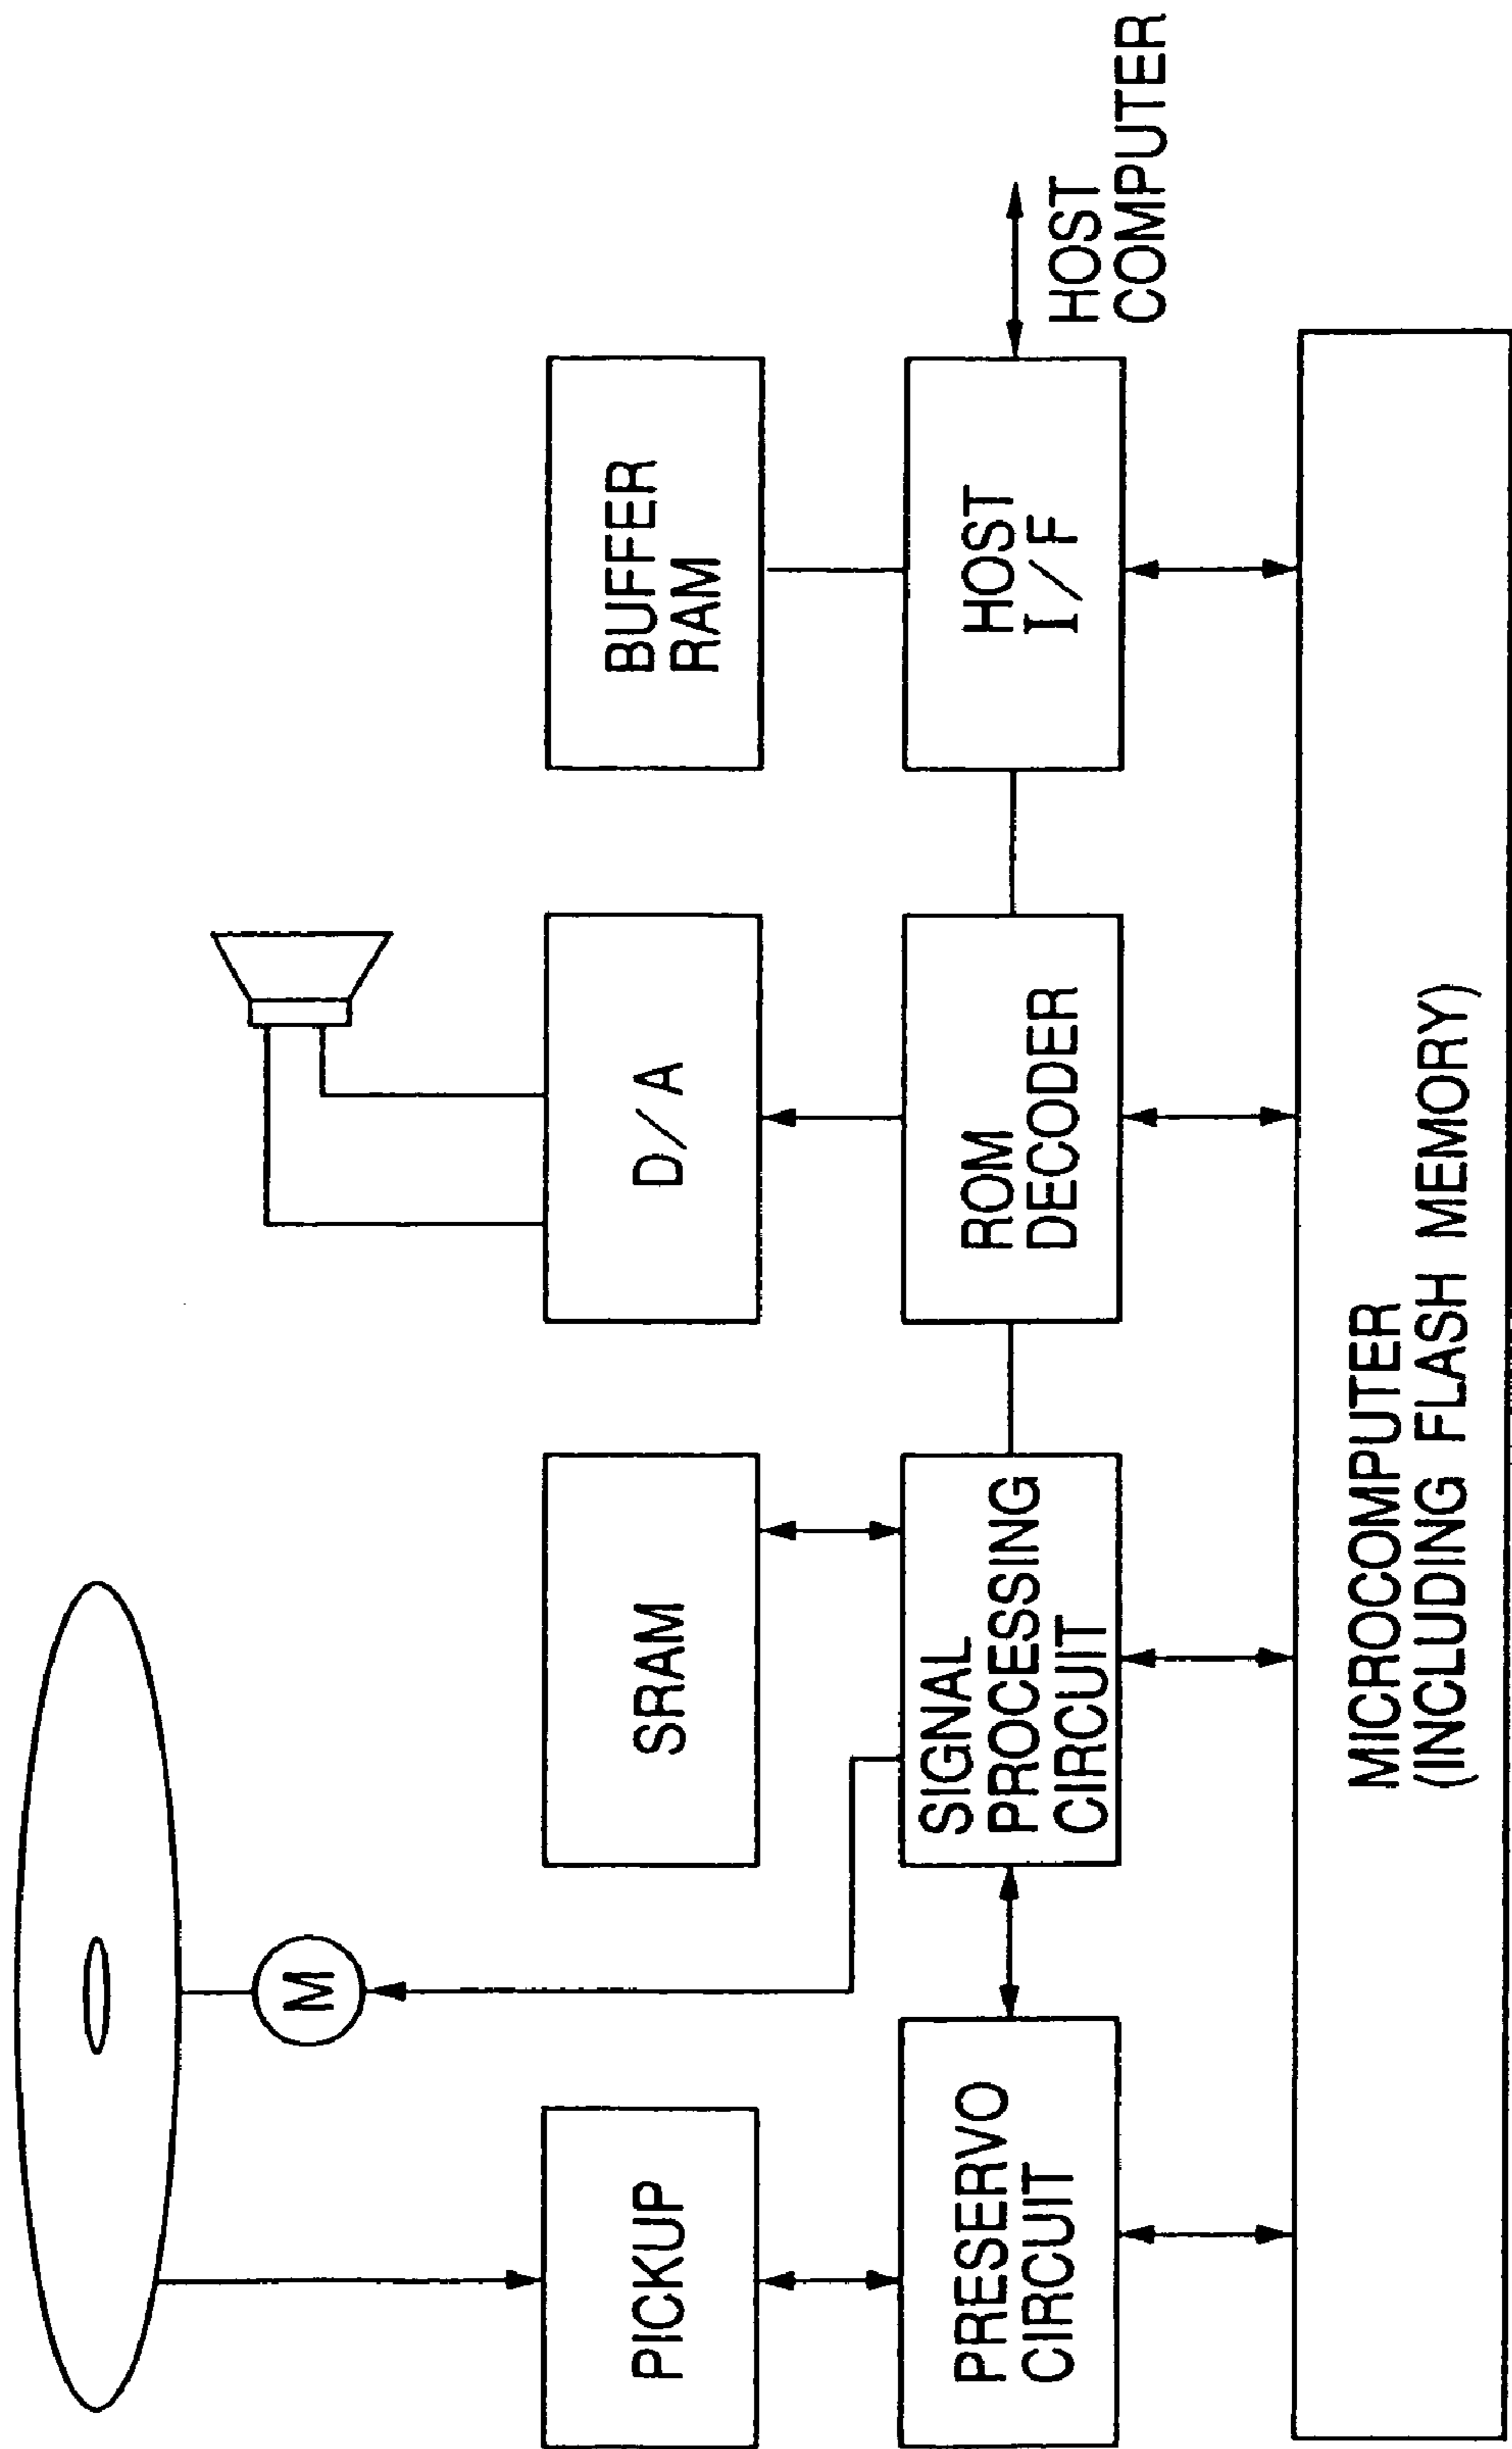 M
PICKUP
SRAM
D/A
BUFFER
RAM
PRESERVO
CIRCUIT
SIGNAL
PROCESSING
CIRCUIT
ROM
DECODER
HOST
I/F
HOST
COMPUTER
MICROCOMPUTER
(INCLUDING FLASH MEMORY)